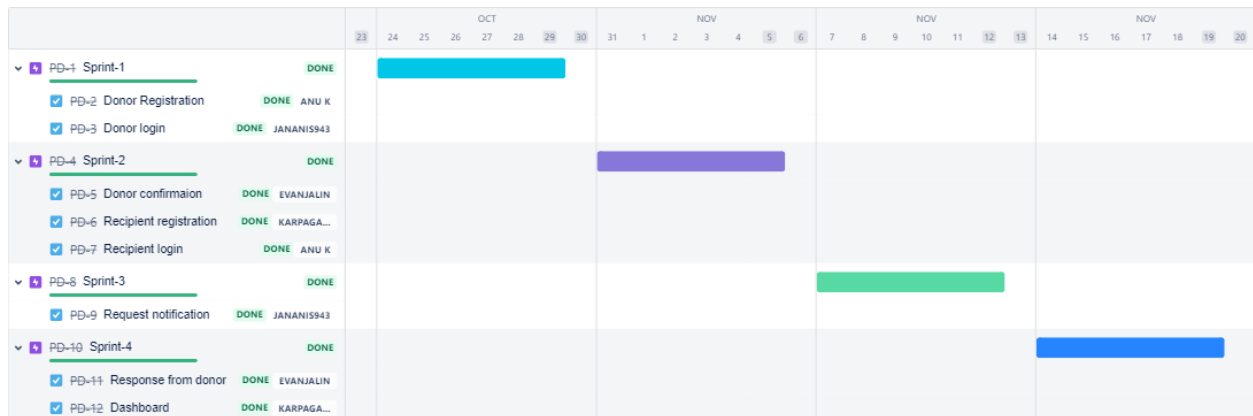 OCT NOV NOV NOV
23 24 25 26 27 28 29 30 31 1 2 3 4 5 6 7 8 9 10 11 12 13 14 15 16 17 18 19 20
PD-1 Sprint-1 DONE
PD-2 Donor Registration DONE ANU K
PD-3 Donor login DONE JANANIS943
PD-4 Sprint-2 DONE
PD-5 Donor confirmaion DONE EVANJALIN
PD-6 Recipient registration DONE KARPAGA...
PD-7 Recipient login DONE ANU K
PD-8 Sprint-3 DONE
PD-9 Request notification DONE JANANIS943
PD-10 Sprint-4 DONE
PD-11 Response from donor DONE EVANJALIN
PD-12 Dashboard DONE KARPAGA...